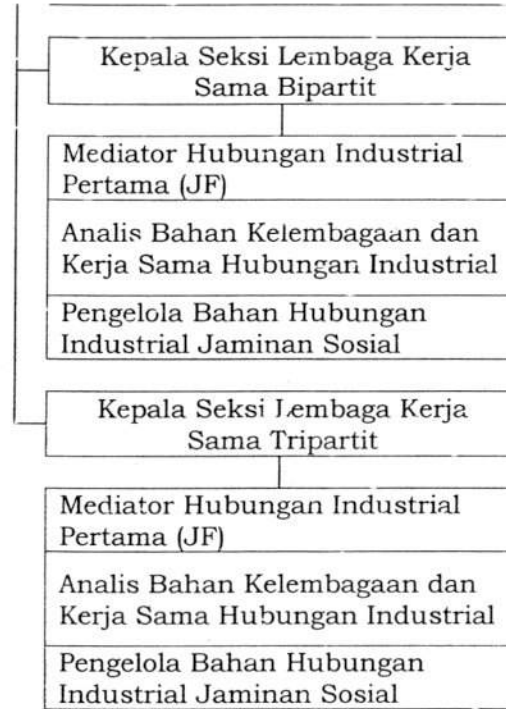 Kepala Seksi Lembaga Kerja
Sama Bipartit
Mediator Hubungan Industrial
Pertama (JF)
Analis Bahan Kelembagaan dan
Kerja Sama Hubungan Industrial
Pengelola Bahan Hubungan
Industrial Jaminan Sosial
Kepala Seksi Lembaga Kerja
Sama Tripartit
Mediator Hubungan Industrial
Pertama (JF)
Analis Bahan Kelembagaan dan
Kerja Sama Hubungan Industrial
Pengelola Bahan Hubungan
Industrial Jaminan Sosial